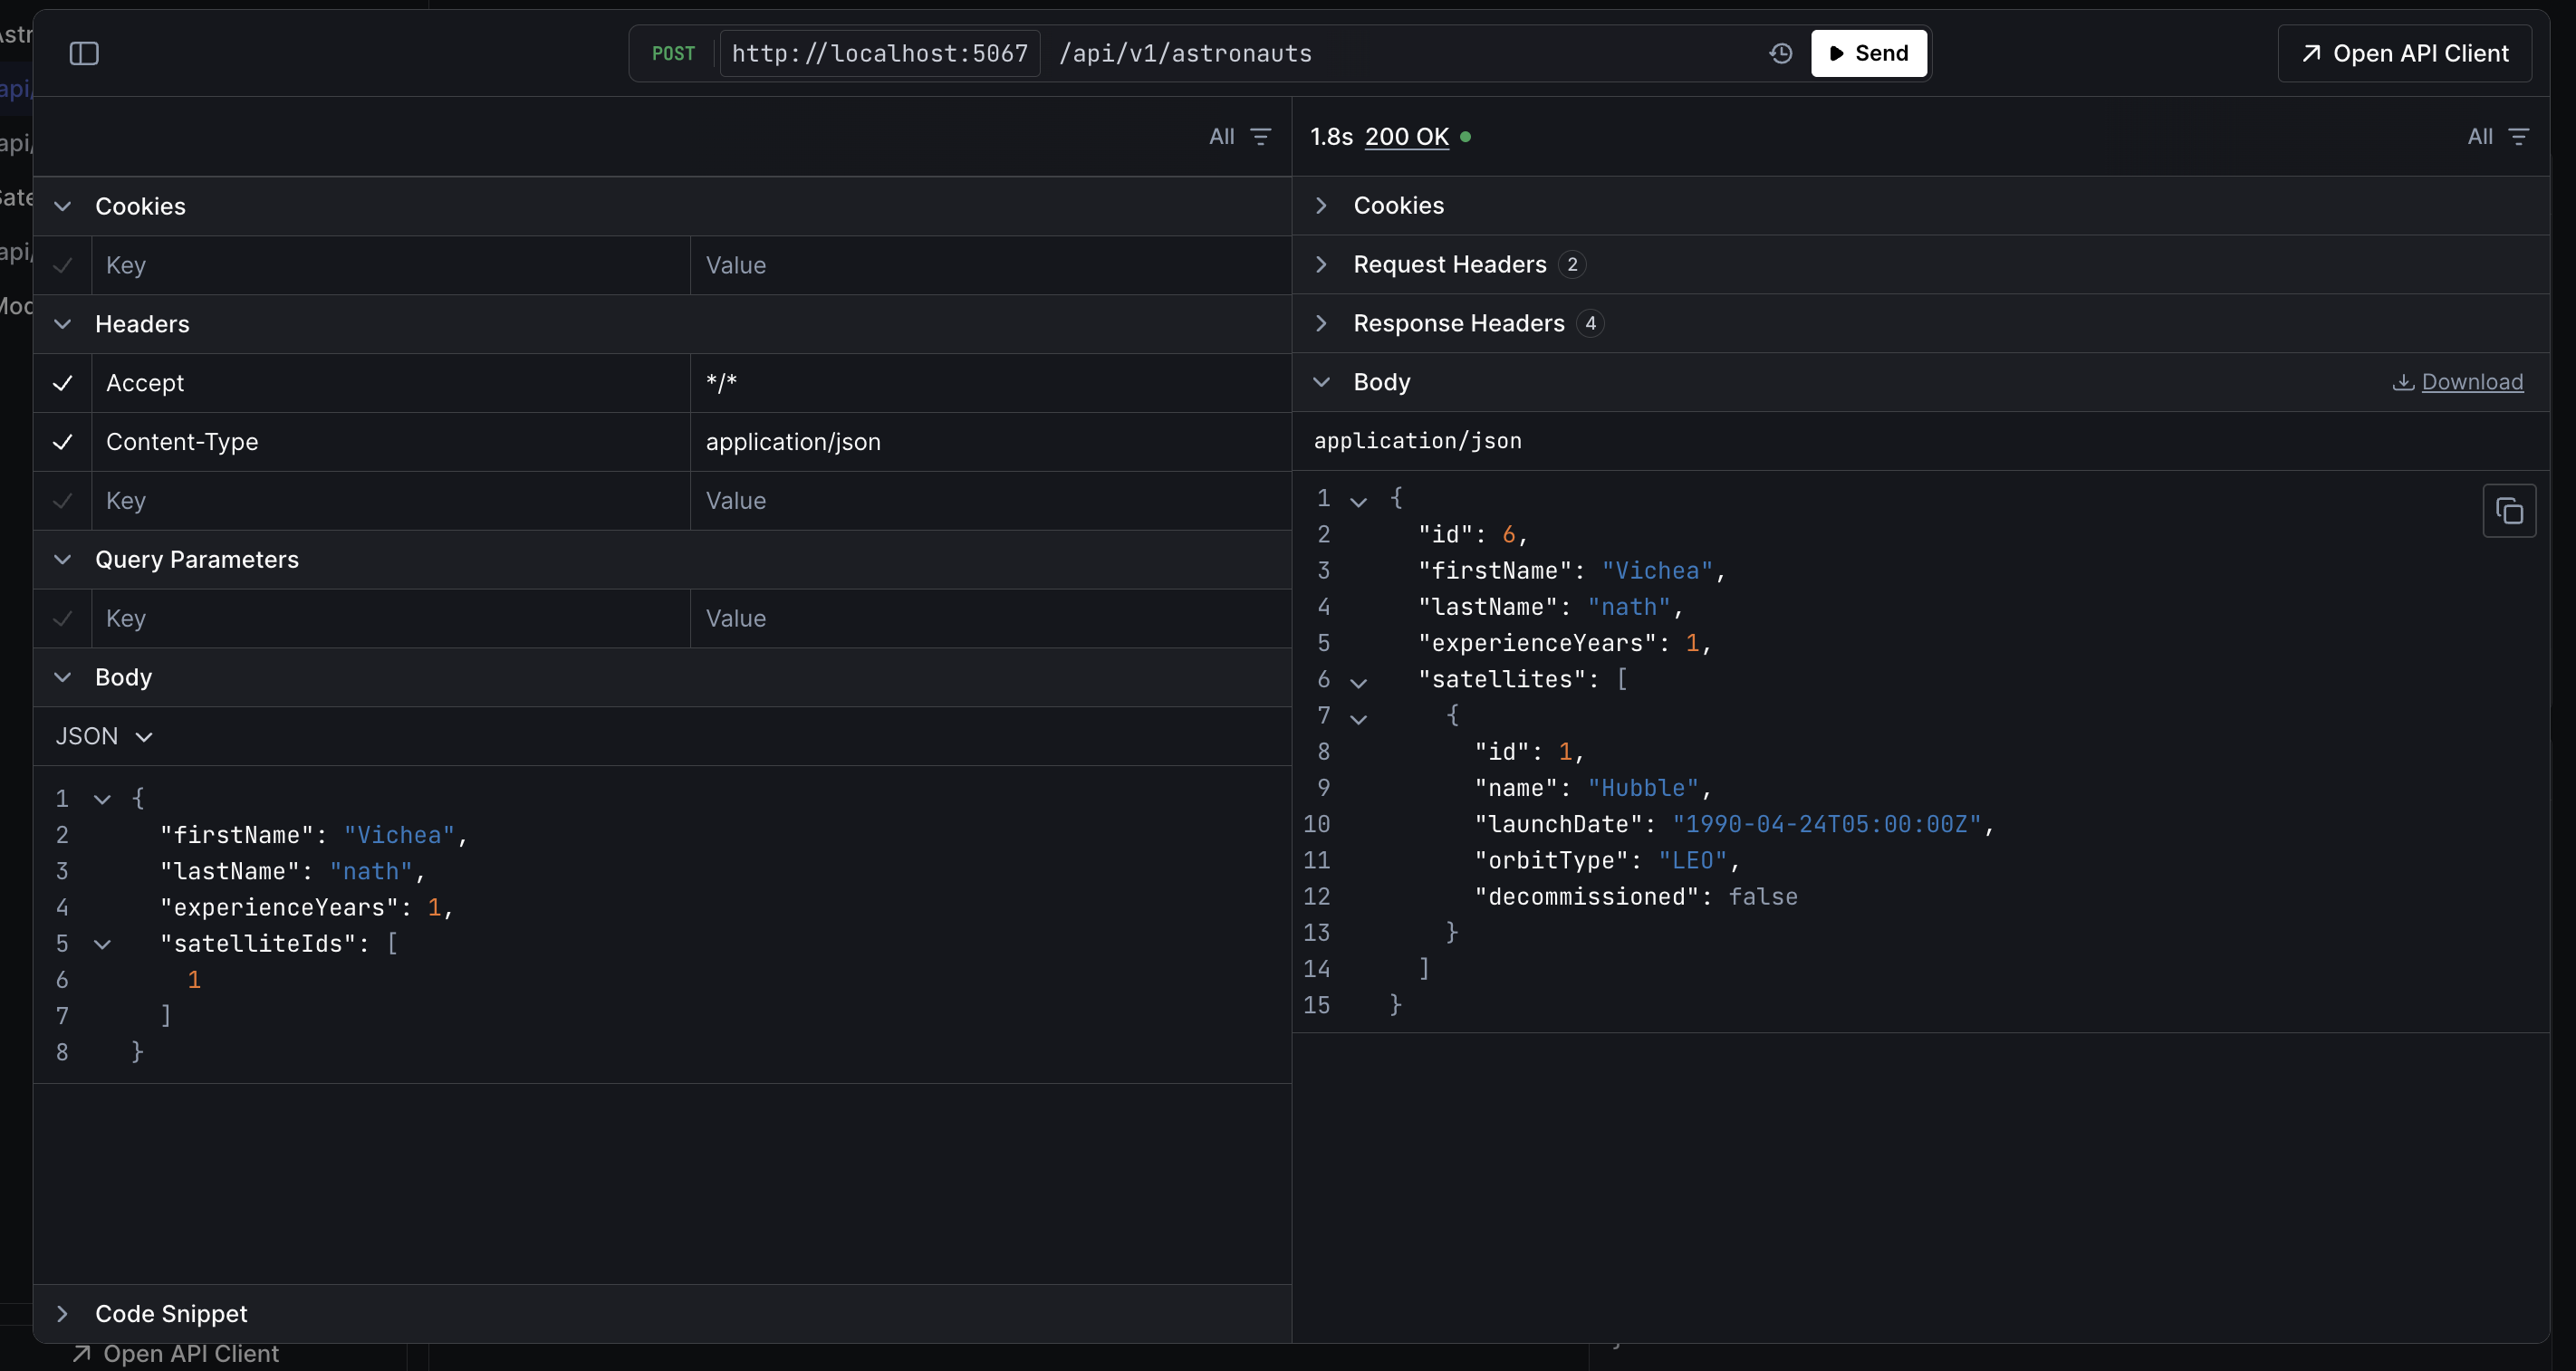 POST http://localhost:5067 /api/v1/astronauts Send Open API Client
All
Cookies
Key Value
Headers
Accept */*
Content-Type application/json
Key Value
Query Parameters
Key Value
Body
JSON
1 {
2 "firstName": "Vichea",
3 "lastName": "nath",
4 "experienceYears": 1,
5 "satelliteIds": [
6 1
7 ]
8 }
Code Snippet
1.8s 200 OK All
Cookies
Request Headers 2
Response Headers 4
Body Download
application/json
1 {
2 "id": 6,
3 "firstName": "Vichea",
4 "lastName": "nath",
5 "experienceYears": 1,
6 "satellites": [
7 {
8 "id": 1,
9 "name": "Hubble",
10 "launchDate": "1990-04-24T05:00:00Z",
11 "orbitType": "LEO",
12 "decommissioned": false
13 }
14 ]
15 }
api/
api/
api/
Open API Client